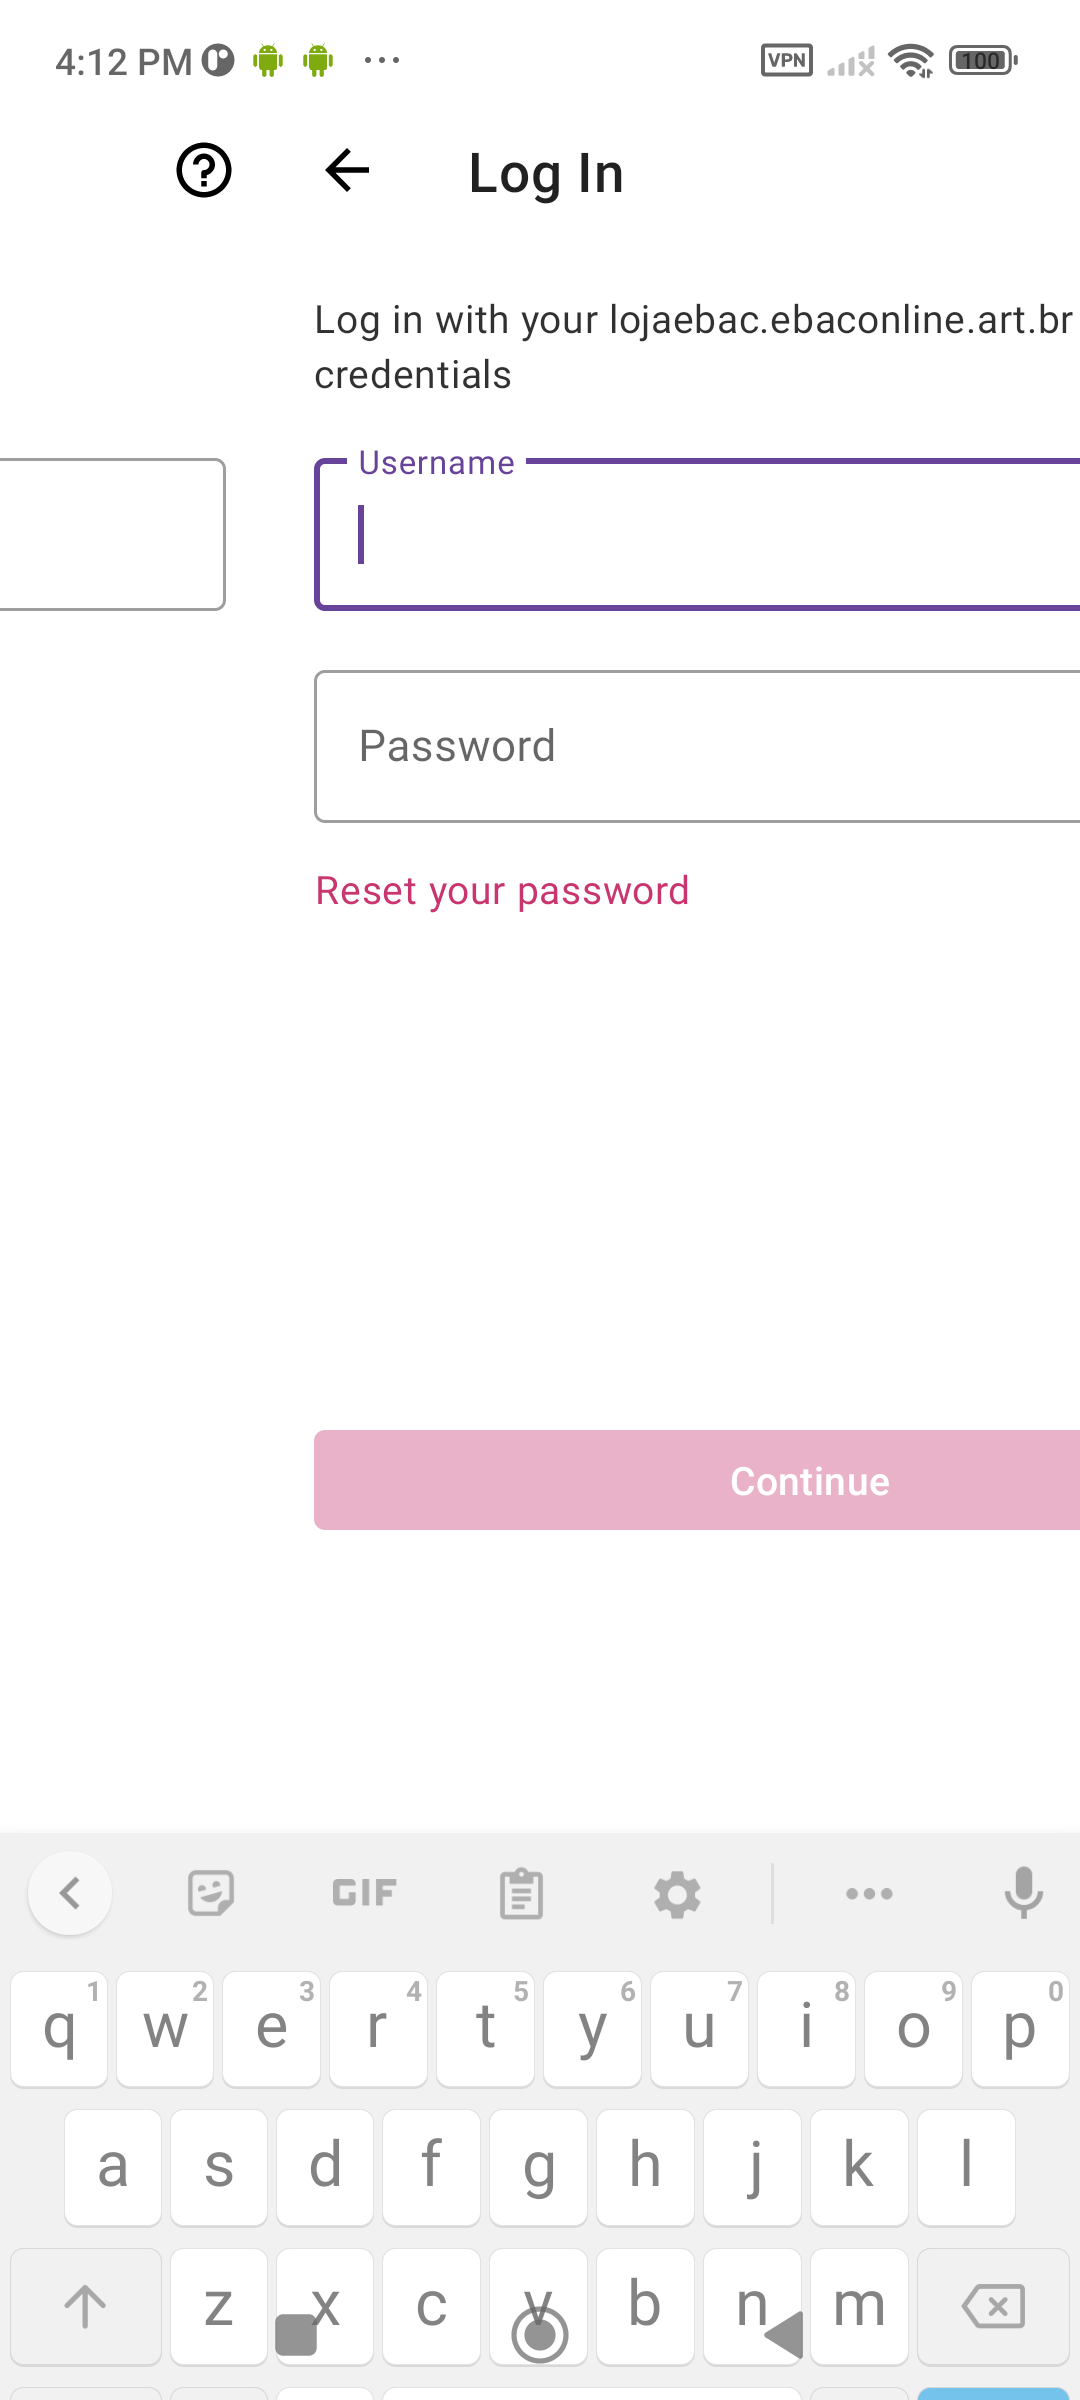 4:12 PM
VPN
100
Log In
Log in with your lojaebac.ebaconline.art.br
credentials
Username
Password
Reset your password
Continue
GIF
1 2 3 4 5 6 7 8 9 0
q w e r t y u i o p
a s d f g h j k l
z x c v b n m